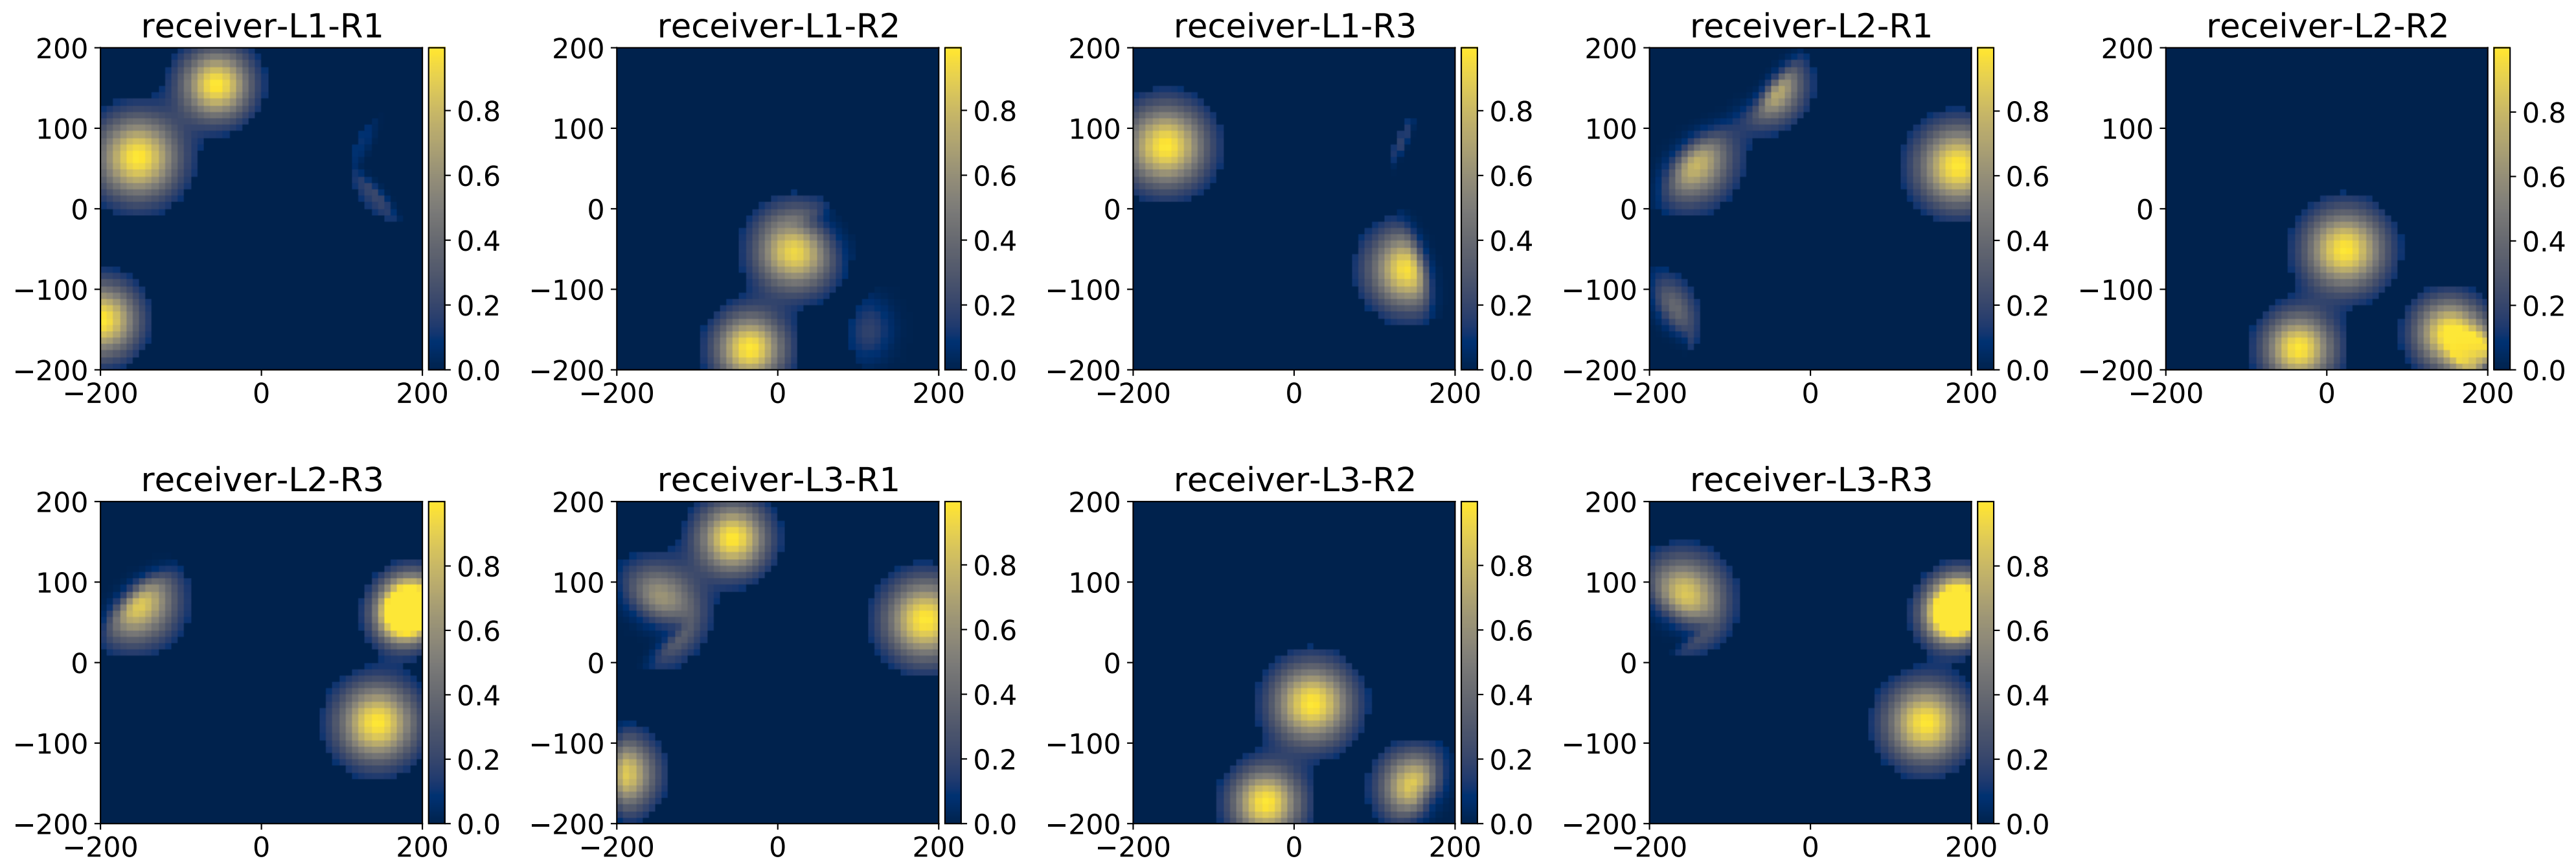 receiver-L1-R1 receiver-L1-R2 receiver-L1-R3 receiver-L2-R1 receiver-L2-R2
200 200 200 200 200
0.8 0.8 0.8 0.8 0.8
100 100 100 100 100
0.6 0.6 0.6 0.6 0.6
0 0 0 0 0
0.4 0.4 0.4 0.4 0.4
−100 −100 −100 −100 −100
0.2 0.2 0.2 0.2 0.2
−200 0.0 −200 0.0 −200 0.0 −200 0.0 −200 0.0
−200 0 200 −200 0 200 −200 0 200 −200 0 200 −200 0 200
receiver-L2-R3 receiver-L3-R1 receiver-L3-R2 receiver-L3-R3
200 200 200 200
0.8 0.8 0.8 0.8
100 100 100 100
0.6 0.6 0.6 0.6
0 0 0 0
0.4 0.4 0.4 0.4
−100 −100 −100 −100
0.2 0.2 0.2 0.2
−200 0.0 −200 0.0 −200 0.0 −200 0.0
−200 0 200 −200 0 200 −200 0 200 −200 0 200